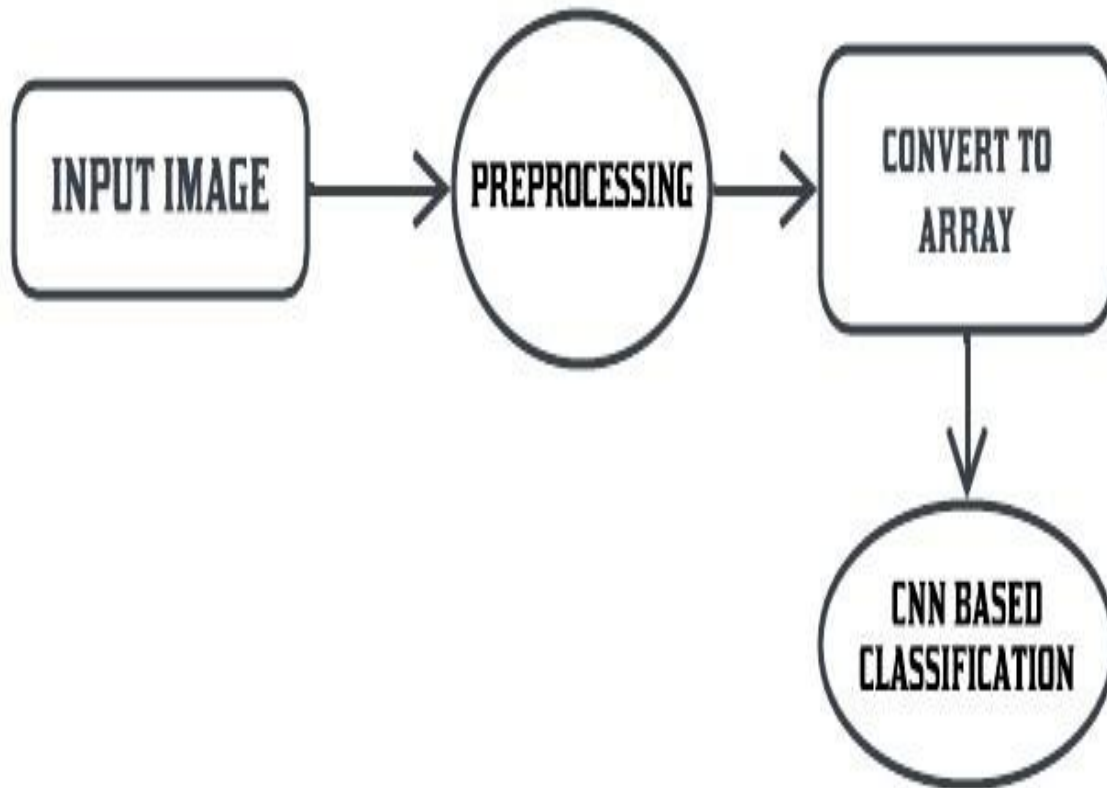 INPUT IMAGE
PREPROCESSING
CONVERT TO
ARRAY
CNN BASED
CLASSIFICATION